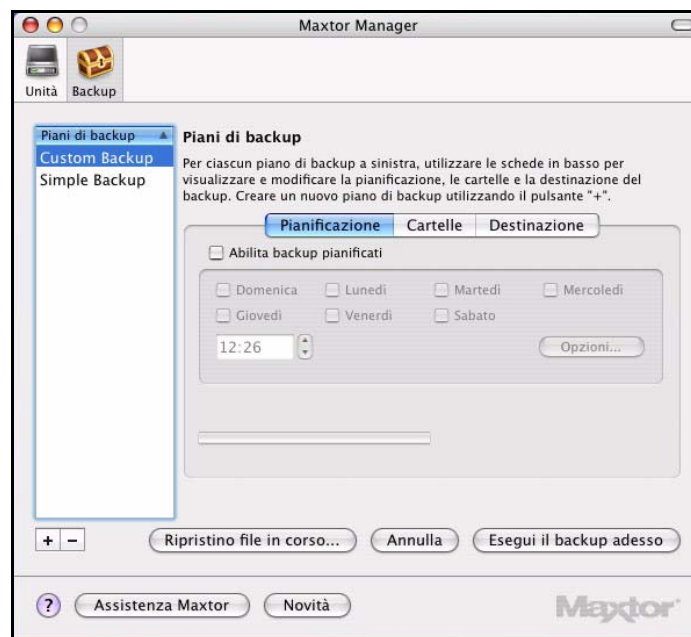 Maxtor Manager
Unità
Backup
Piani di backup
Custom Backup
Simple Backup
Piani di backup
Per ciascun piano di backup a sinistra, utilizzare le schede in basso per
visualizzare e modificare la pianificazione, le cartelle e la destinazione del
backup. Creare un nuovo piano di backup utilizzando il pulsante "+".
Pianificazione Cartelle Destinazione
Abilita backup pianificati
Domenica Lunedì Martedì Mercoledì
Giovedì Venerdì Sabato
12:26
Opzioni...
+ −
Ripristino file in corso... Annulla Esegui il backup adesso
? Assistenza Maxtor Novità Maxtor